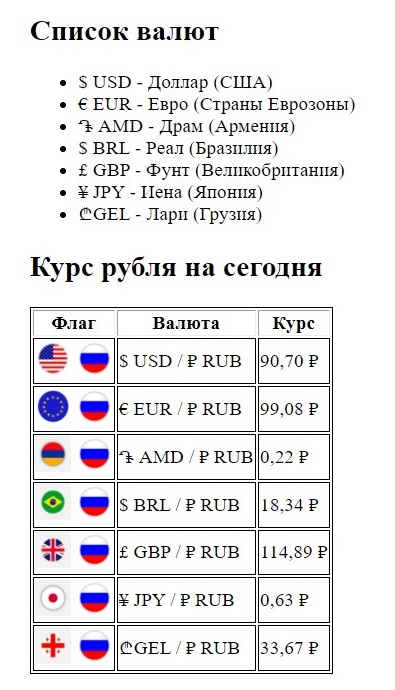 Список валют
$ USD - Доллар (США)
€ EUR - Евро (Страны Еврозоны)
֏ AMD - Драм (Армения)
$ BRL - Реал (Бразилия)
£ GBP - Фунт (Великобритания)
¥ JPY - Иена (Япония)
₾GEL - Лари (Грузия)
Курс рубля на сегодня
Флаг Валюта Курс
$ USD / ₽ RUB 90,70 ₽
€ EUR / ₽ RUB 99,08 ₽
֏ AMD / ₽ RUB 0,22 ₽
$ BRL / ₽ RUB 18,34 ₽
£ GBP / ₽ RUB 114,89 ₽
¥ JPY / ₽ RUB 0,63 ₽
₾GEL / ₽ RUB 33,67 ₽